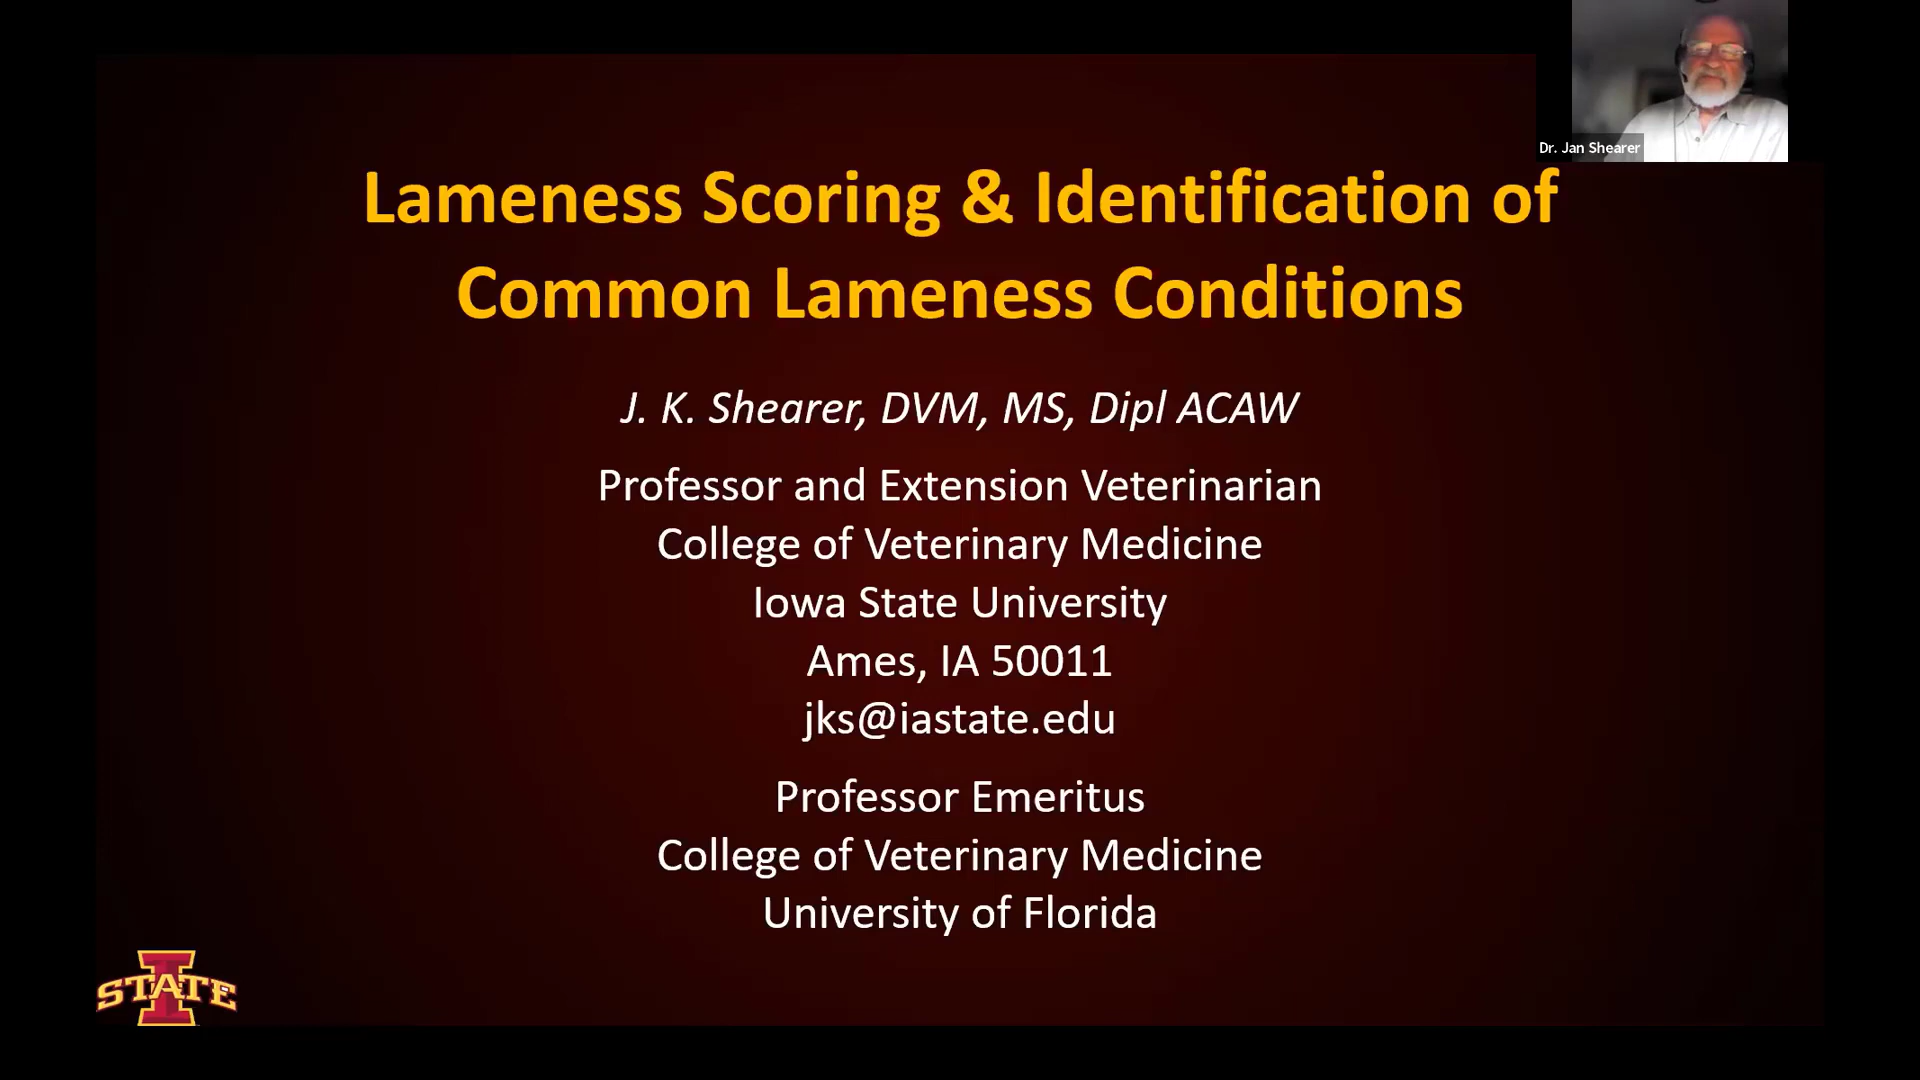 Dr. Jan Shearer
Lameness Scoring & Identification of
Common Lameness Conditions
J. K. Shearer, DVM, MS, Dipl ACAW
Professor and Extension Veterinarian
College of Veterinary Medicine
Iowa State University
Ames, IA 50011
jks@iastate.edu
Professor Emeritus
College of Veterinary Medicine
University of Florida
I
STATE